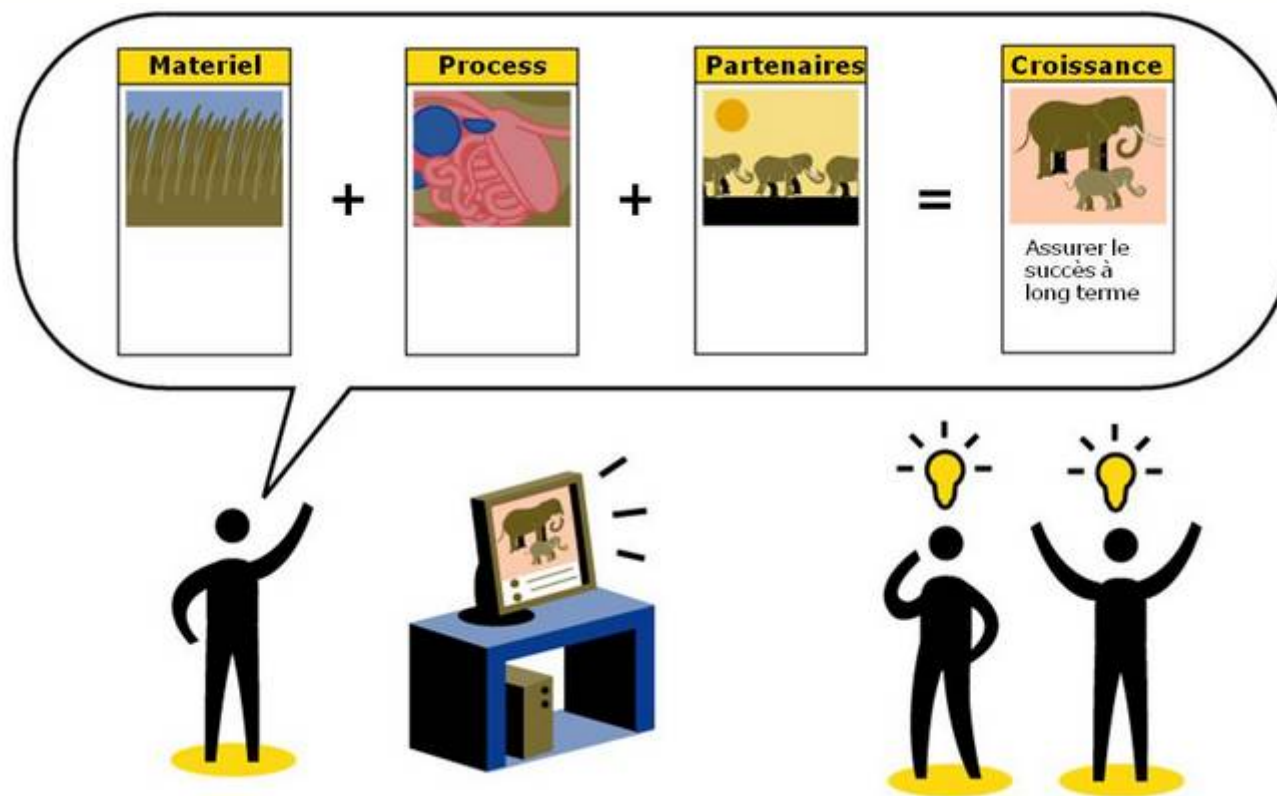 Materiel
Process
Partenaires
Croissance
+
+
=
Assurer le
succès à
long terme